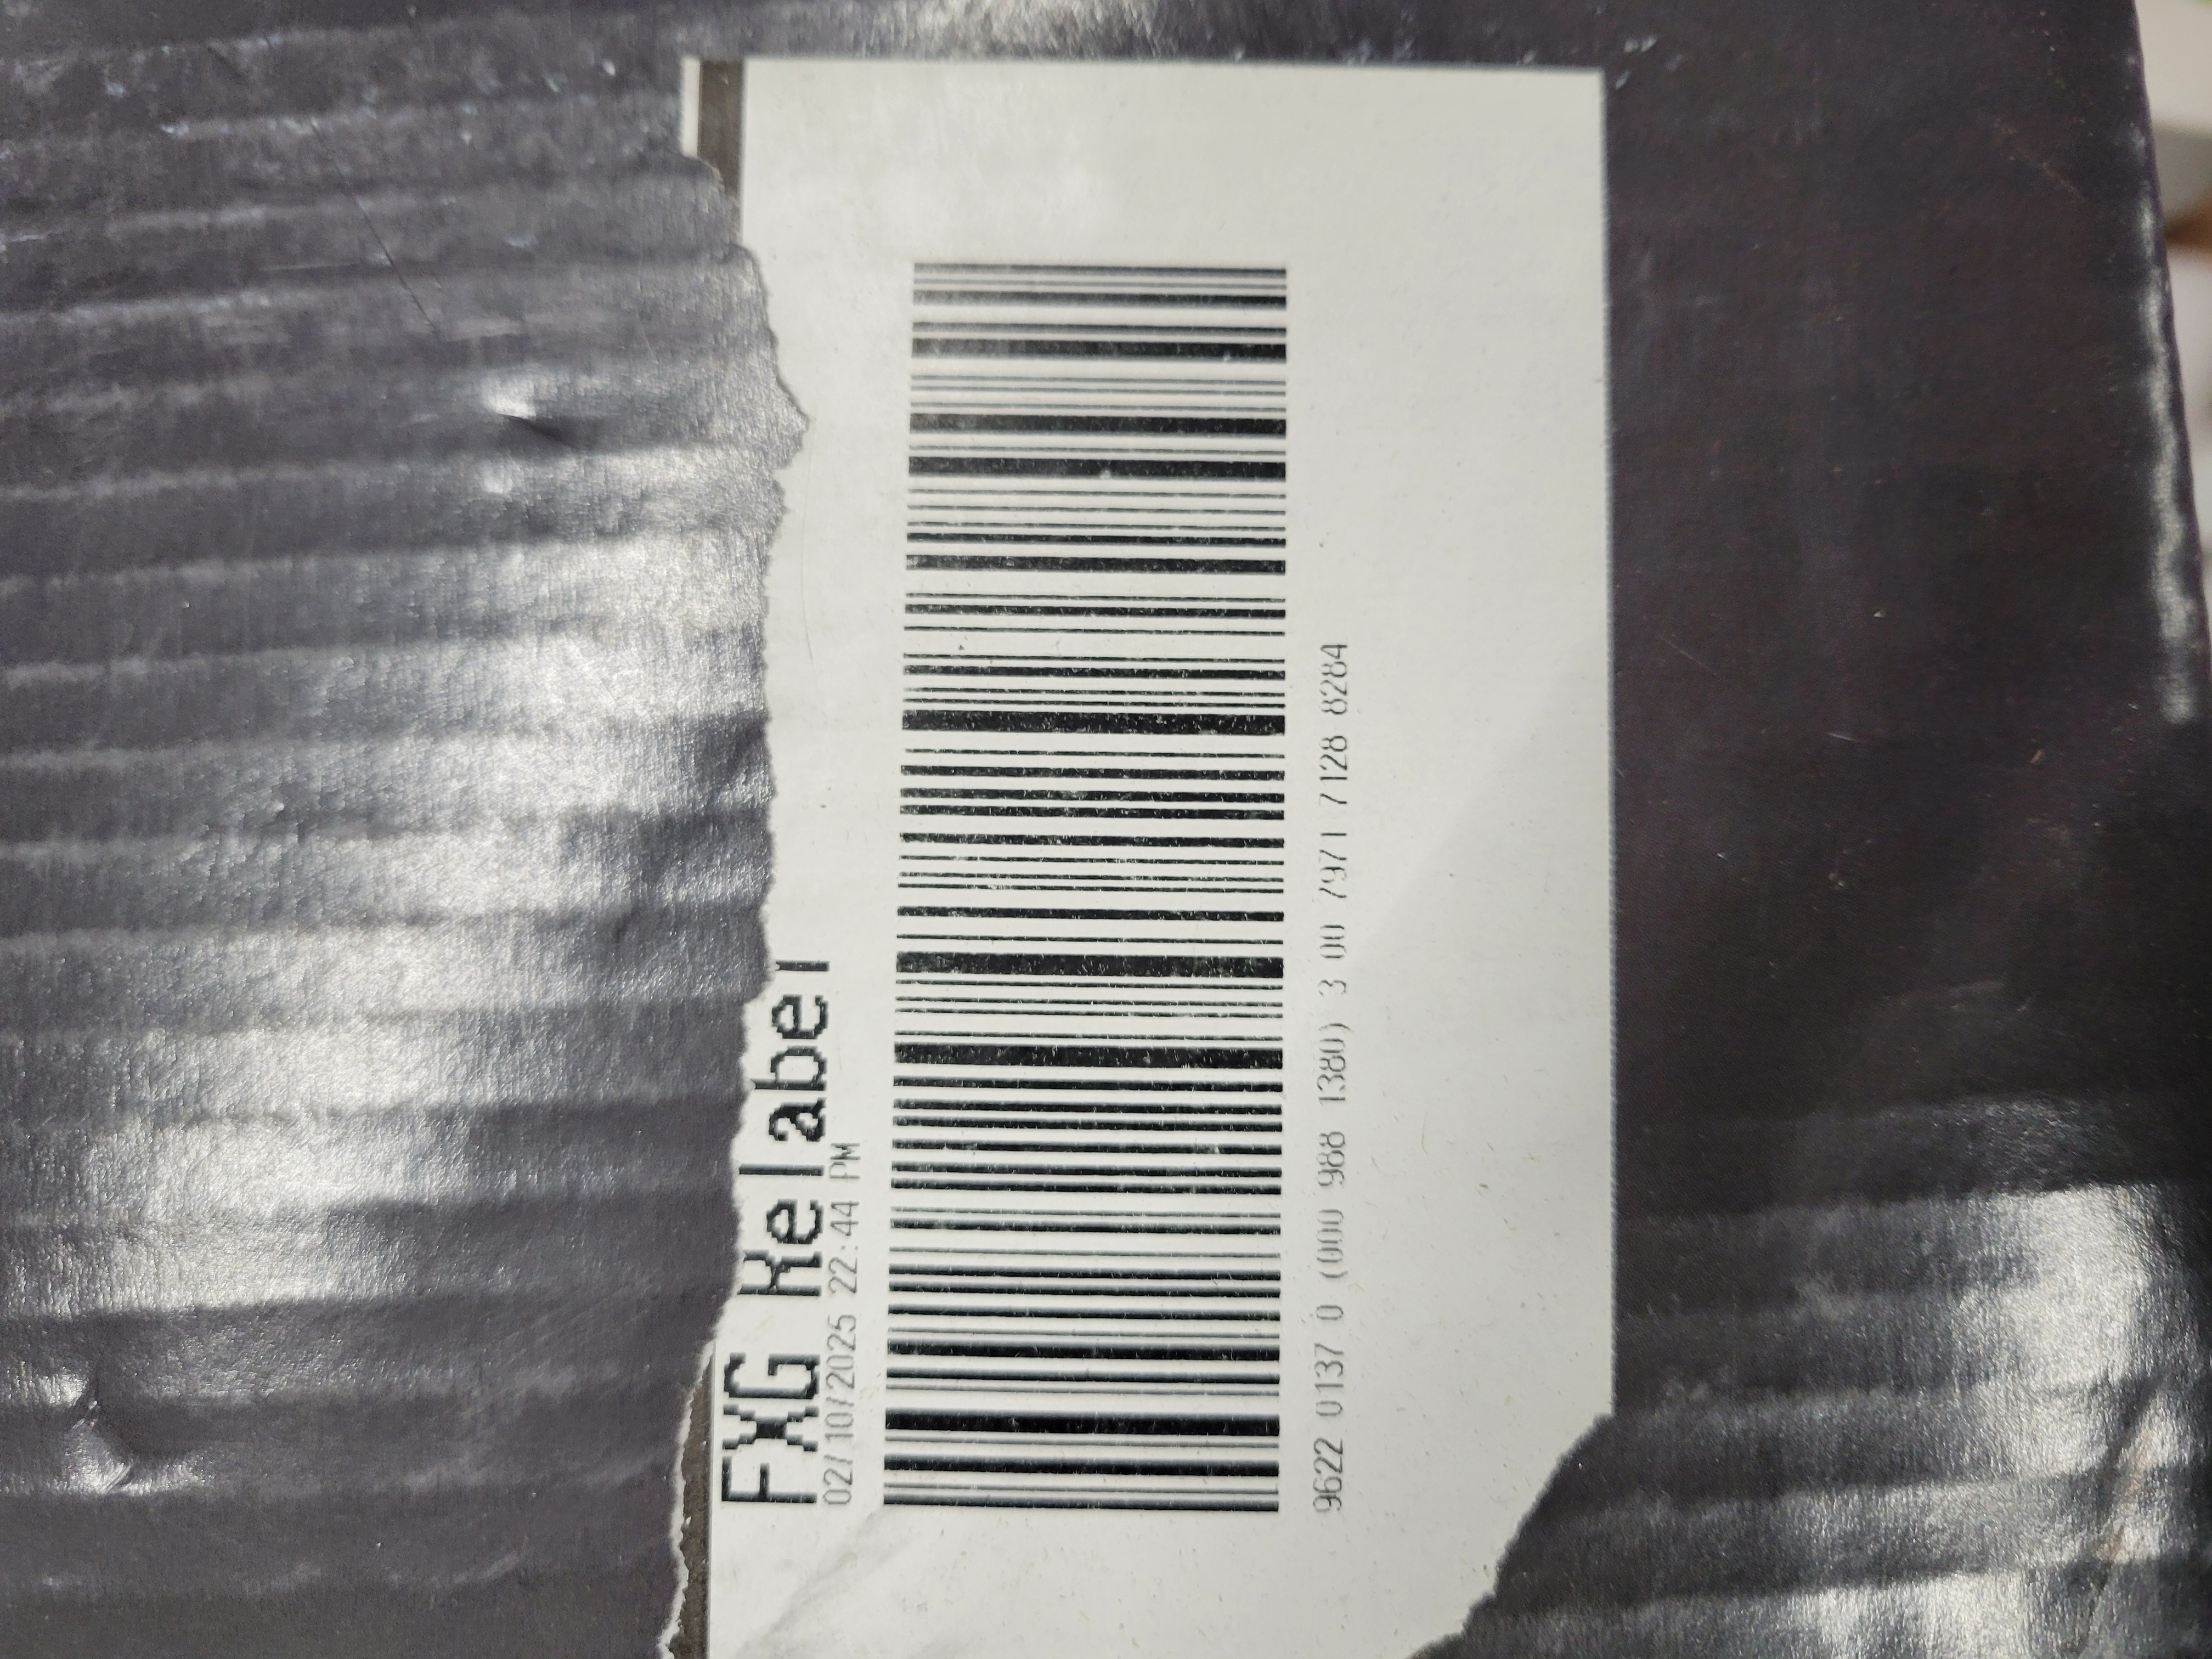 FXG Relabel
02/10/2025 22:44 PM
9622 0137 0 (000 988 1380) 3 00 7971 7128 8284